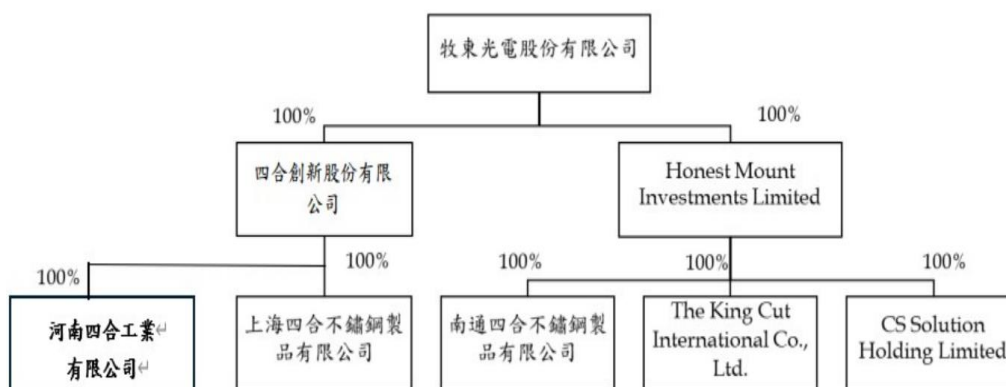 牧東光電股份有限公司
100%
100%
四合創新股份有限
公司
Honest Mount
Investments Limited
100%
100%
100%
100%
100%
河南四合工業↵
有限公司↵
上海四合不鏽鋼製
品有限公司
南通四合不鏽鋼製
品有限公司
The King Cut
International Co.,
Ltd.
CS Solution
Holding Limited